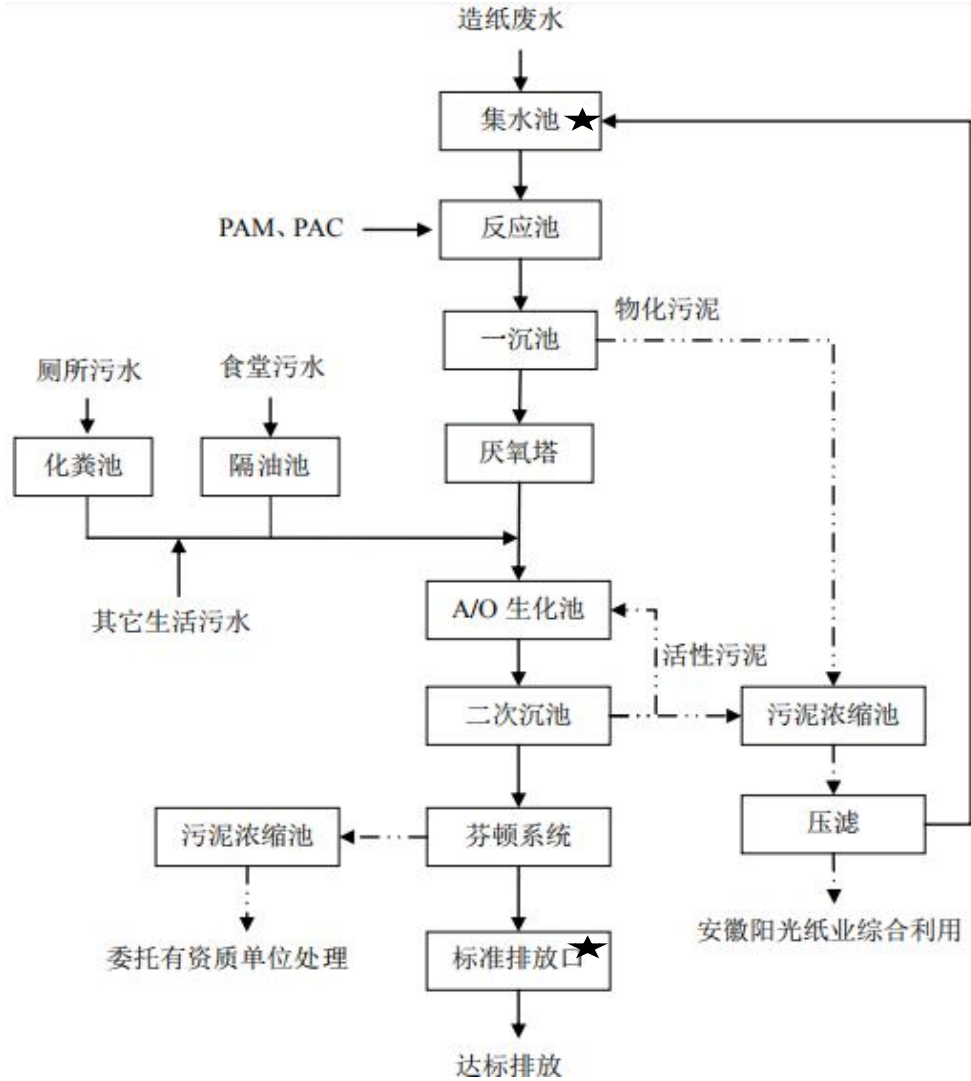 造纸废水
集水池★
PAM、PAC
反应池
一沉池
物化污泥
厕所污水
食堂污水
化粪池
隔油池
厌氧塔
其它生活污水
A/O 生化池
活性污泥
二次沉池
污泥浓缩池
污泥浓缩池
芬顿系统
压滤
委托有资质单位处理
标准排放口★
安徽阳光纸业综合利用
达标排放